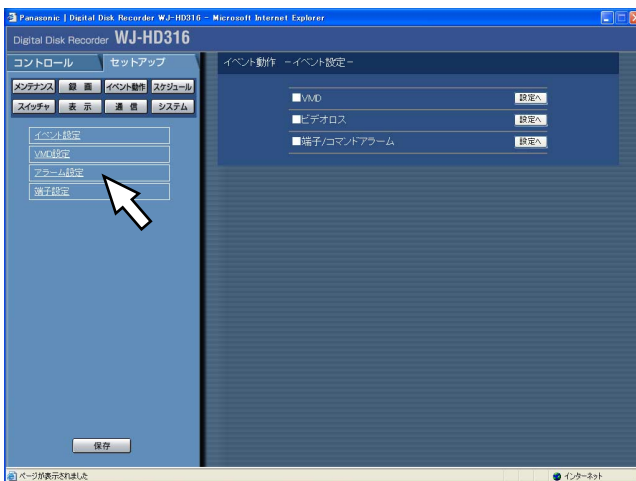 Panasonic | Digital Disk Recorder WJ-HD316 - Microsoft Internet Explorer
Digital Disk Recorder WJ-HD316
コントロール セットアップ
メンテナンス 録 画 イベント動作 スケジュール
スイッチャ 表 示 通 信 システム
イベント設定
VMD設定
アラーム設定
端子設定
保存
イベント動作 －イベント設定－
■VMD 設定へ
■ビデオロス 設定へ
■端子/コマンドアラーム 設定へ
ページが表示されました インターネット